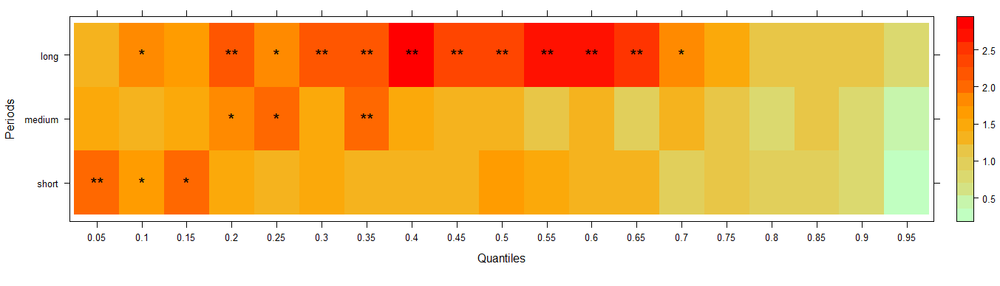 long * ** * ** ** ** ** ** ** ** ** *
medium * * **
short ** * *
0.05 0.1 0.15 0.2 0.25 0.3 0.35 0.4 0.45 0.5 0.55 0.6 0.65 0.7 0.75 0.8 0.85 0.9 0.95
Quantiles
Periods
2.5
2.0
1.5
1.0
0.5